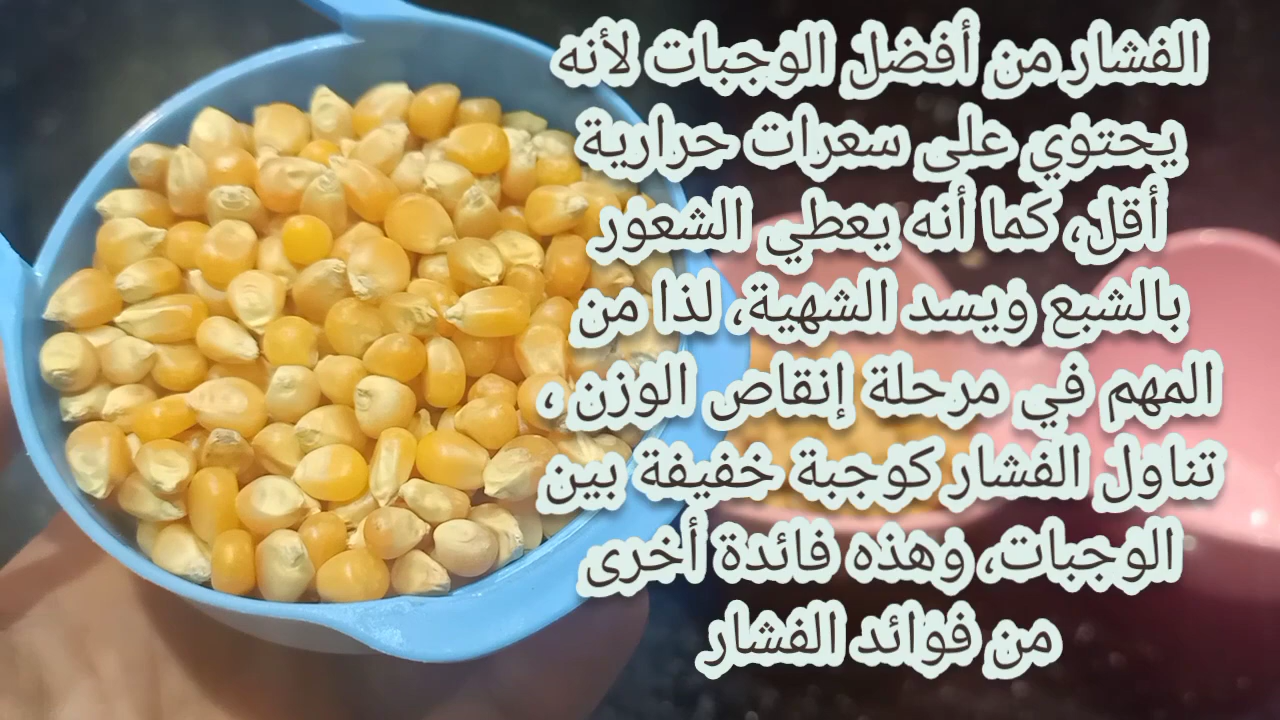 الفشار من أفضل الوجبات لأنه
يحتوي على سعرات حرارية
أقل، كما أنه يعطي الشعور
بالشبع ويسد الشهية، لذا من
المهم في مرحلة إنقاص الوزن ،
تناول الفشار كوجبة خفيفة بين
الوجبات، وهذه فائدة أخرى
من فوائد الفشار